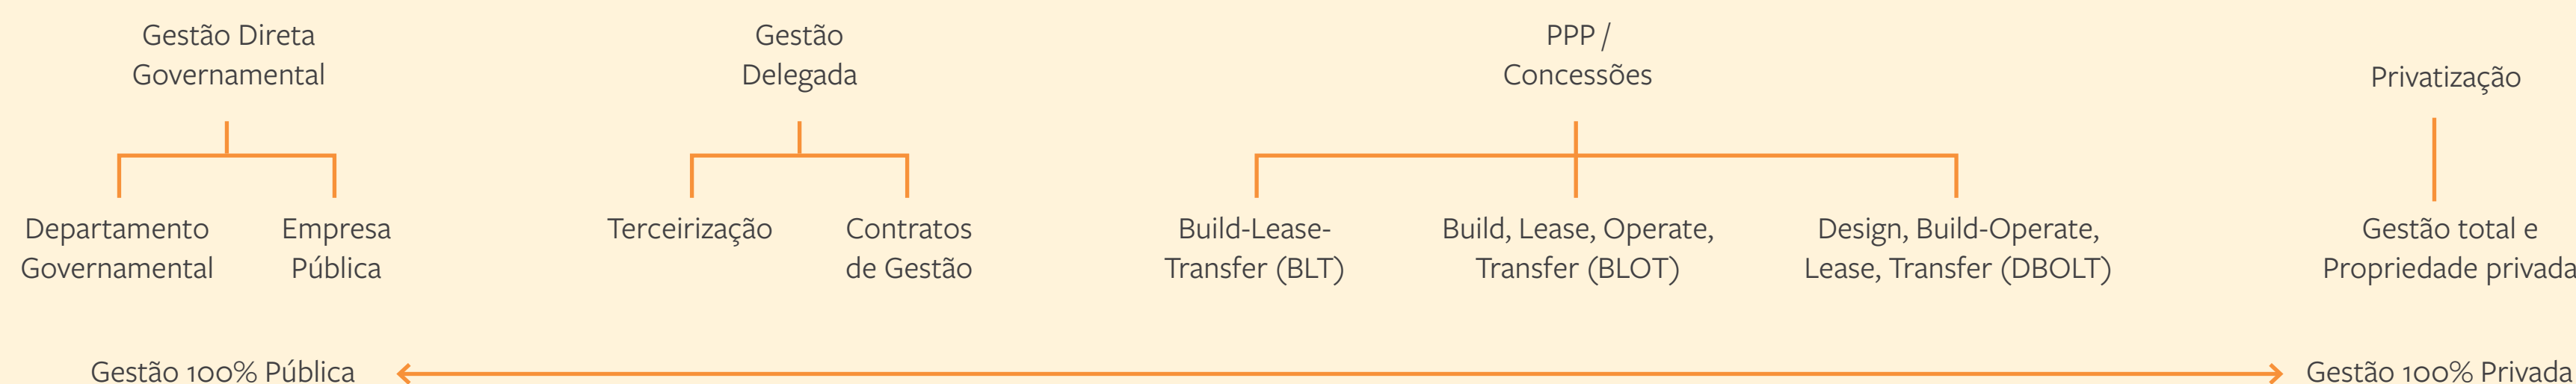 Gestão Direta
Governamental
Gestão
Delegada
PPP /
Concessões
Privatização
Departamento
Governamental
Empresa
Pública
Terceirização
Contratos
de Gestão
Build-Lease-
Transfer (BLT)
Build, Lease, Operate,
Transfer (BLOT)
Design, Build-Operate,
Lease, Transfer (DBOLT)
Gestão total e
Propriedade privada
Gestão 100% Pública
Gestão 100% Privada